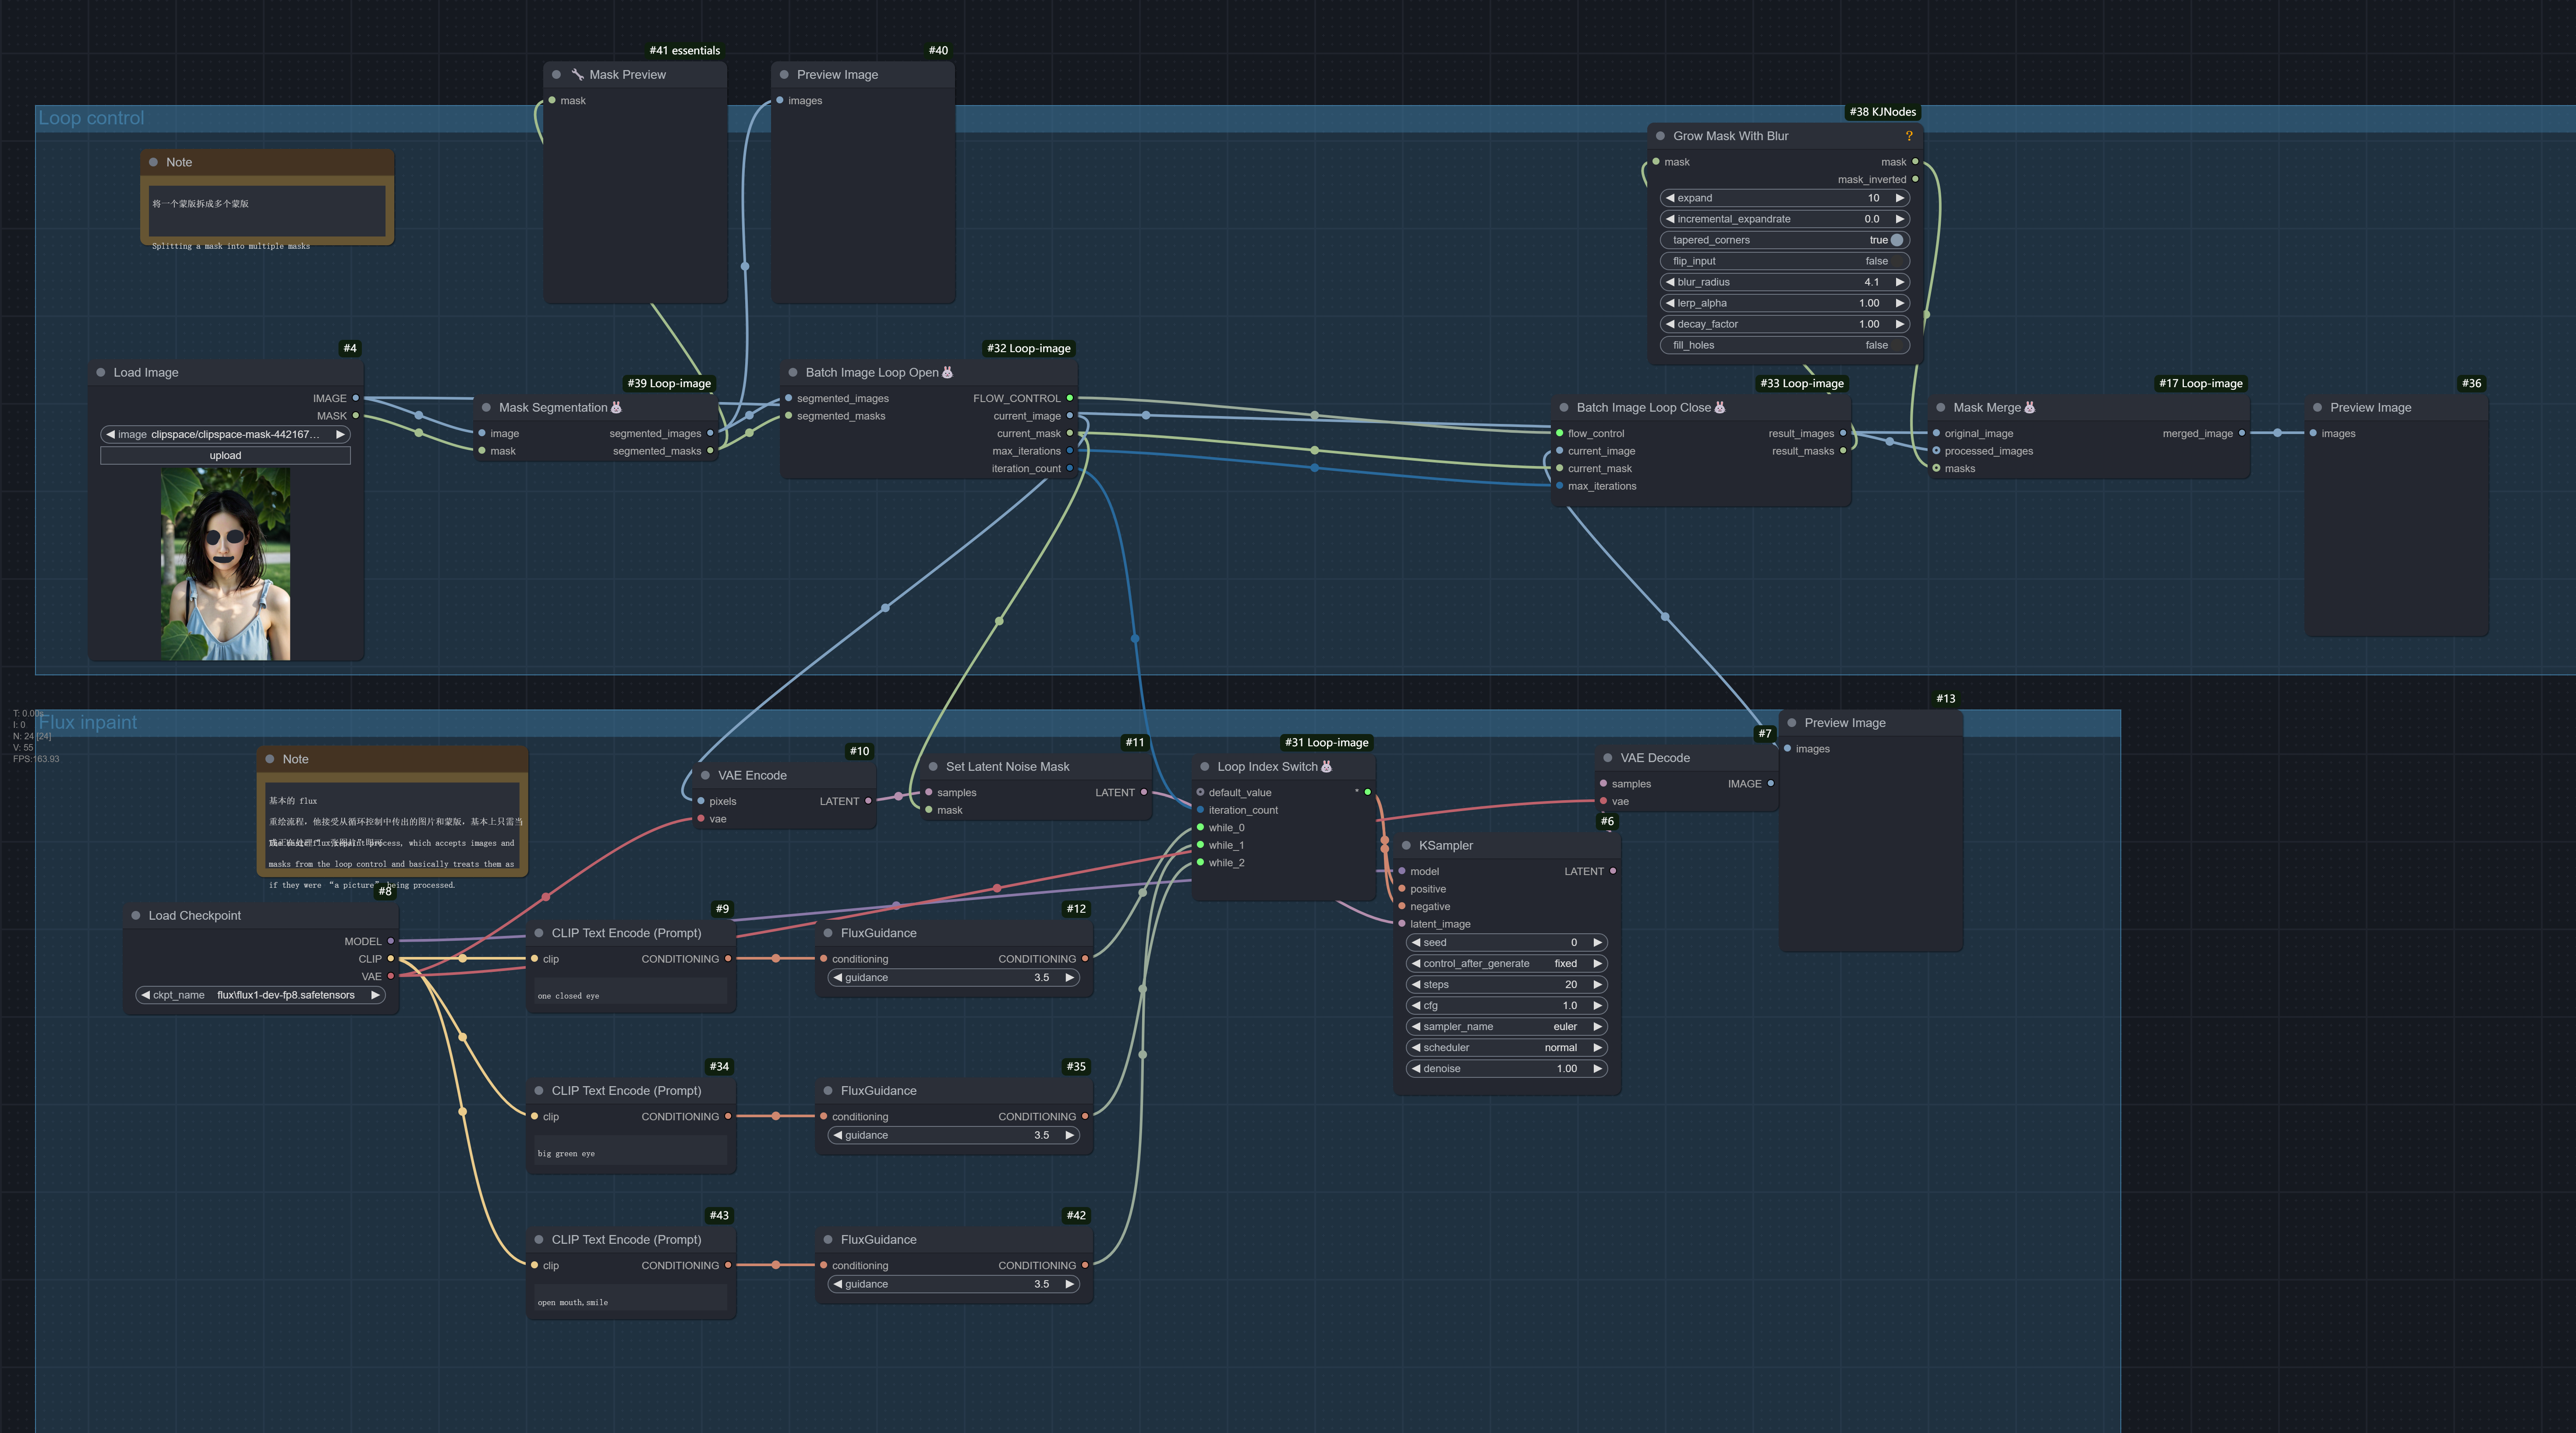 #41 essentials
Mask Preview
mask
#40
Preview Image
images
Loop control
Note
将一个蒙版拆成多个蒙版
Splitting a mask into multiple masks
#38 KJNodes
Grow Mask With Blur ?
mask mask
mask_inverted
expand 10
incremental_expandrate 0.0
tapered_corners true
flip_input false
blur_radius 4.1
lerp_alpha 1.00
decay_factor 1.00
fill_holes false
#4
Load Image
IMAGE
MASK
image clipspace/clipspace-mask-442167...
upload
#39 Loop-image
Mask Segmentation🐰
image segmented_images
mask segmented_masks
#32 Loop-image
Batch Image Loop Open🐰
segmented_images FLOW_CONTROL
segmented_masks current_image
current_mask
max_iterations
iteration_count
#33 Loop-image
Batch Image Loop Close🐰
flow_control result_images
current_image result_masks
current_mask
max_iterations
#17 Loop-image
Mask Merge🐰
original_image merged_image
processed_images
masks
#36
Preview Image
images
T: 0.00s
I: 0
N: 24 [24]
V: 55
FPS:163.93
Flux inpaint
Note
基本的 flux
重绘流程，他接受从循环控制中传出的图片和蒙版，基本上只需当
masks from the loop control and basically treats them as
if they were “a picture” being processed.
#10
VAE Encode
pixels LATENT
vae
#11
Set Latent Noise Mask
samples LATENT
mask
#31 Loop-image
Loop Index Switch🐰
default_value *
iteration_count
while_0
while_1
while_2
#7
VAE Decode
samples IMAGE
vae
#13
Preview Image
images
#6
KSampler
model LATENT
positive
negative
latent_image
seed 0
control_after_generate fixed
steps 20
cfg 1.0
sampler_name euler
scheduler normal
denoise 1.00
#8
Load Checkpoint
MODEL
CLIP
VAE
ckpt_name flux\flux1-dev-fp8.safetensors
#9
CLIP Text Encode (Prompt)
clip CONDITIONING
one closed eye
#12
FluxGuidance
conditioning CONDITIONING
guidance 3.5
#34
CLIP Text Encode (Prompt)
clip CONDITIONING
big green eye
#35
FluxGuidance
conditioning CONDITIONING
guidance 3.5
#43
CLIP Text Encode (Prompt)
clip CONDITIONING
open mouth,smile
#42
FluxGuidance
conditioning CONDITIONING
guidance 3.5